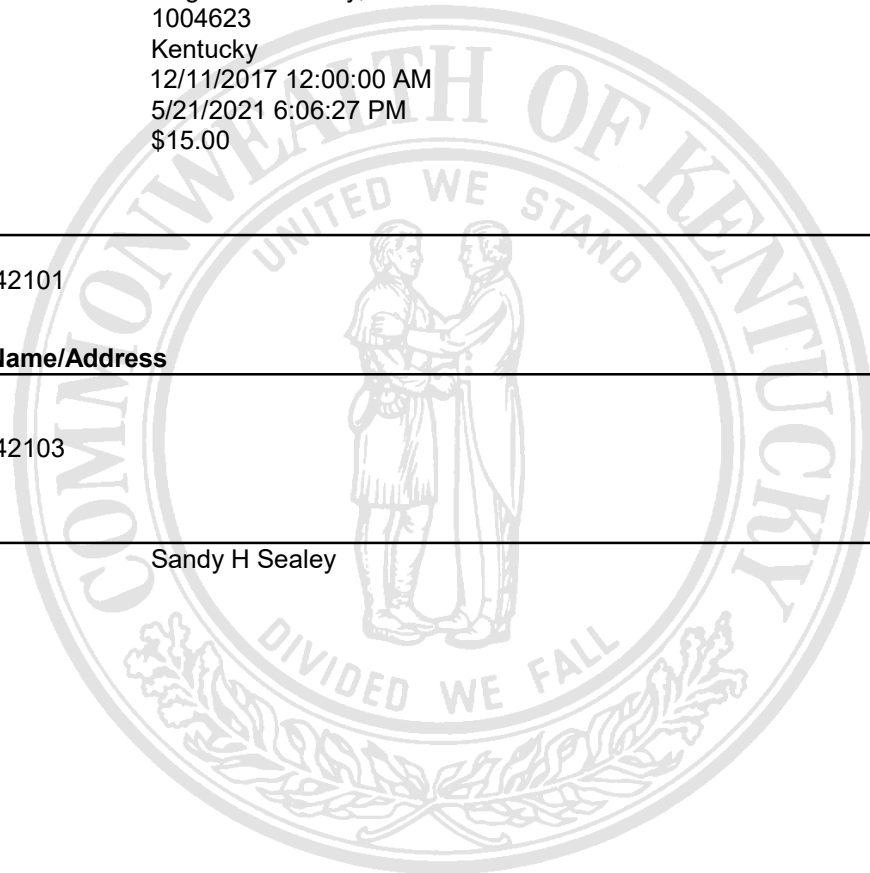 1004623
Kentucky
12/11/2017 12:00:00 AM
5/21/2021 6:06:27 PM
$15.00
42101
Name/Address
42103
Sandy H Sealey
COMMONWEALTH OF KENTUCKY
UNITED WE STAND
DIVIDED WE FALL